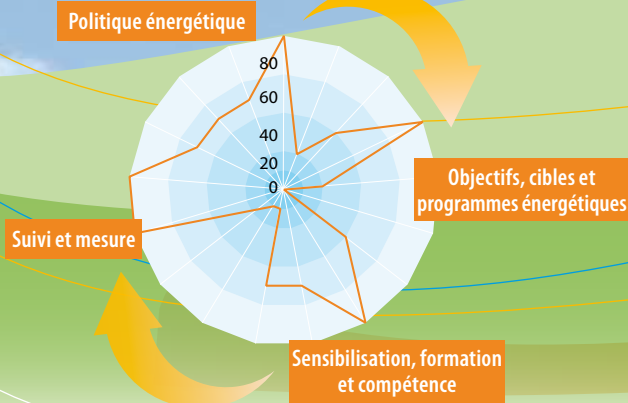 Politique énergétique
80
60
40
20
0
Objectifs, cibles et
programmes énergétiques
Suivi et mesure
Sensibilisation, formation
et compétence